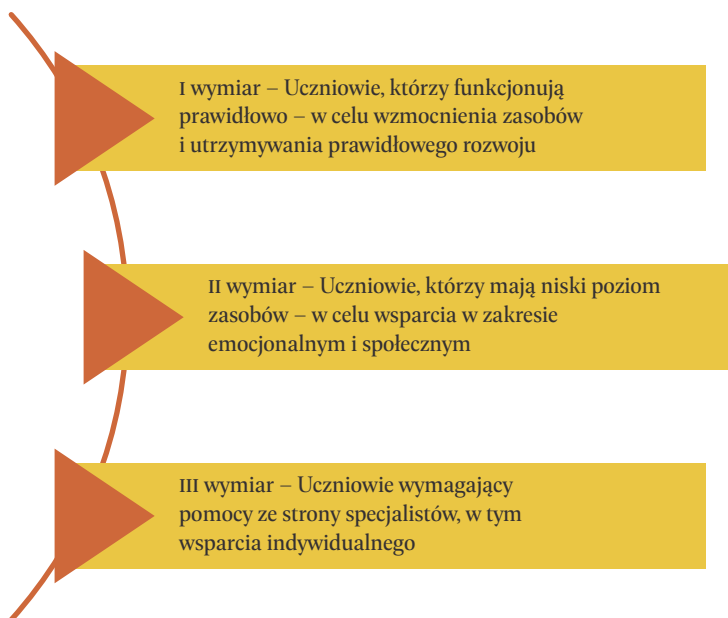 I wymiar – Uczniowie, którzy funkcjonują
prawidłowo – w celu wzmocnienia zasobów
i utrzymywania prawidłowego rozwoju
II wymiar – Uczniowie, którzy mają niski poziom
zasobów – w celu wsparcia w zakresie
emocjonalnym i społecznym
III wymiar – Uczniowie wymagający
pomocy ze strony specjalistów, w tym
wsparcia indywidualnego